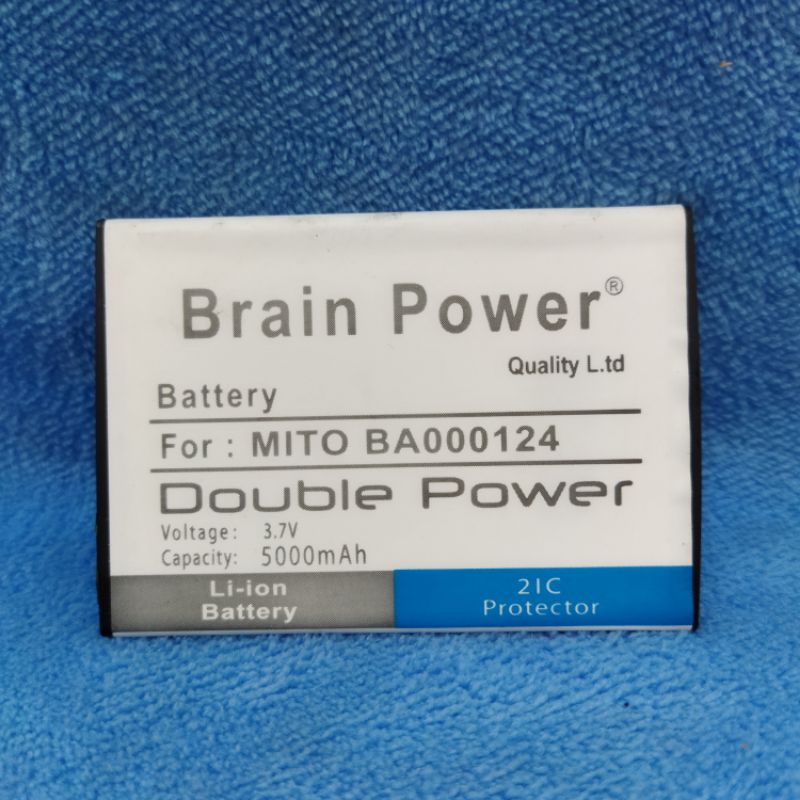 Brain Power®
Quality L.td
Battery
For : MITO BA000124
Double Power
Voltage: 3.7V
Capacity: 5000mAh
Li-ion
Battery
2IC
Protector